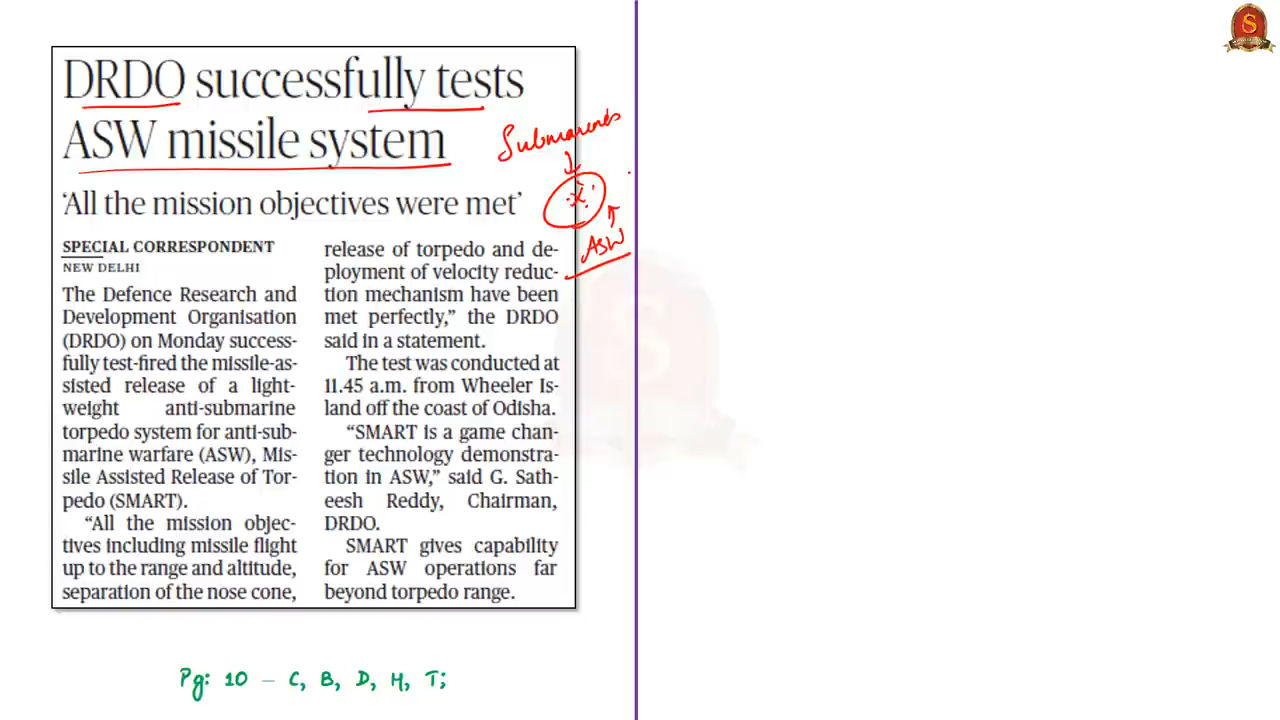 DRDO successfully tests
ASW missile system
'All the mission objectives were met'
SPECIAL CORRESPONDENT
NEW DELHI
The Defence Research and
Development Organisation
(DRDO) on Monday success-
fully test-fired the missile-as-
sisted release of a light-
weight anti-submarine
torpedo system for anti-sub-
marine warfare (ASW), Mis-
sile Assisted Release of Tor-
pedo (SMART).
"All the mission objec-
tives including missile flight
up to the range and altitude,
separation of the nose cone,
release of torpedo and de-
ployment of velocity reduc-
tion mechanism have been
met perfectly," the DRDO
said in a statement.
The test was conducted at
11.45 a.m. from Wheeler Is-
land off the coast of Odisha.
"SMART is a game chan-
ger technology demonstra-
tion in ASW," said G. Sath-
eesh Reddy, Chairman,
DRDO.
SMART gives capability
for ASW operations far
beyond torpedo range.
ASW
Pg: 10 – C, B, D, H, T;
S